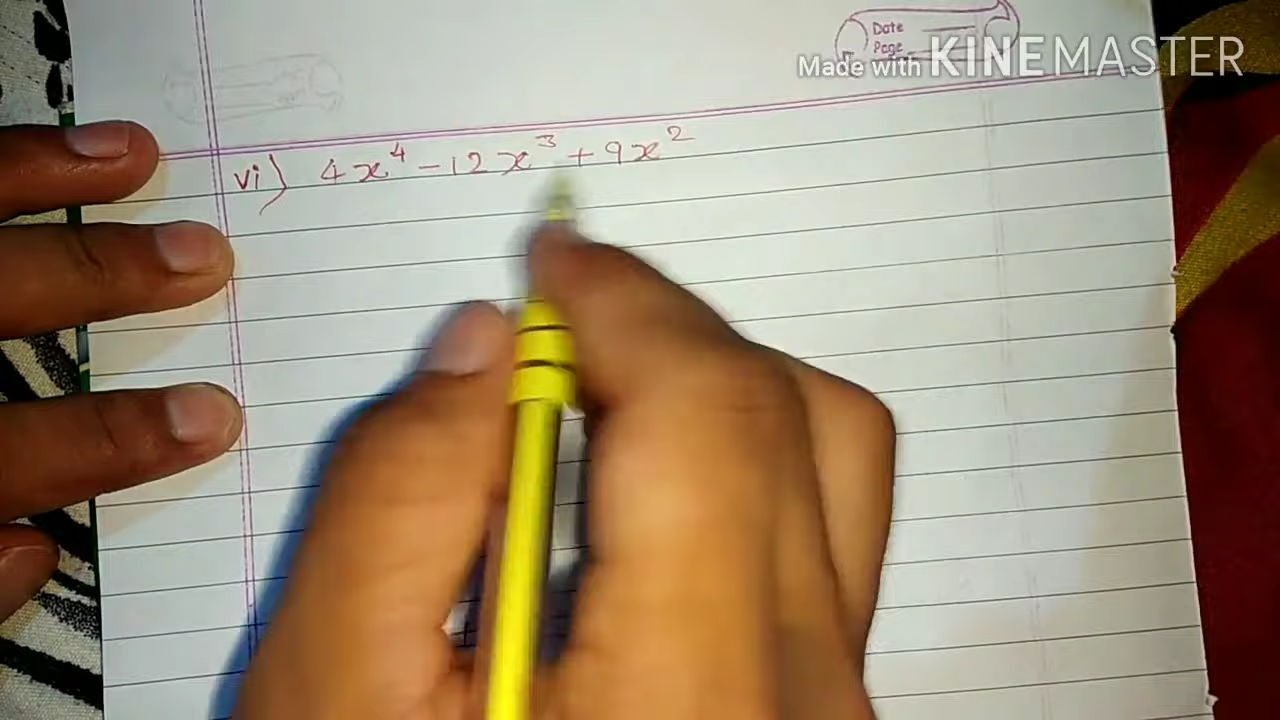 Date
Page
Made with KINEMASTER
vi) 4x⁴ - 12x³ + 9x²